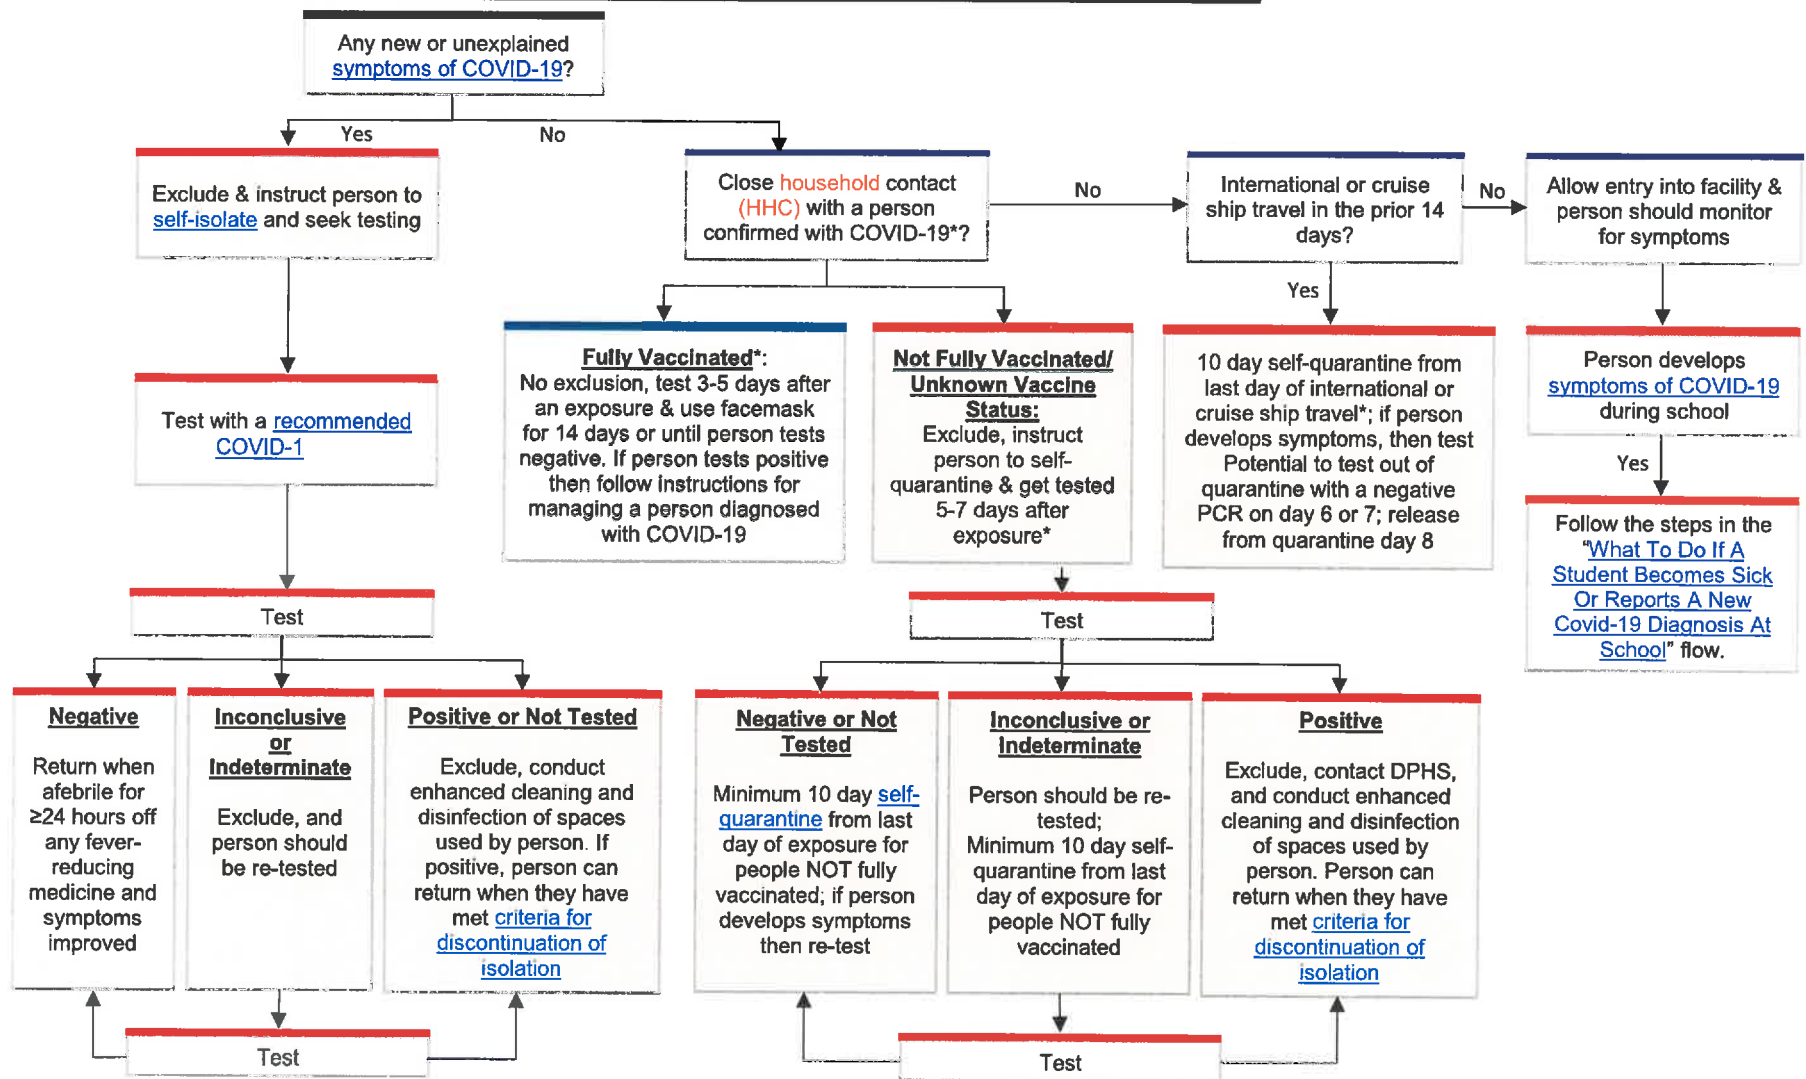 Any new or unexplained
symptoms of COVID-19?
Yes
No
Exclude & instruct person to
self-isolate and seek testing
Close household contact
(HHC) with a person
confirmed with COVID-19*?
No
International or cruise
ship travel in the prior 14
days?
No
Allow entry into facility &
person should monitor
for symptoms
Yes
Test with a recommended
COVID-1
Fully Vaccinated*:
No exclusion, test 3-5 days after
an exposure & use facemask
for 14 days or until person tests
negative. If person tests positive
then follow instructions for
managing a person diagnosed
with COVID-19
Not Fully Vaccinated/
Unknown Vaccine
Status:
Exclude, instruct
person to self-
quarantine & get tested
5-7 days after
exposure*
10 day self-quarantine from
last day of international or
cruise ship travel*; if person
develops symptoms, then test
Potential to test out of
quarantine with a negative
PCR on day 6 or 7; release
from quarantine day 8
Person develops
symptoms of COVID-19
during school
Yes
Follow the steps in the
"What To Do If A
Student Becomes Sick
Or Reports A New
Covid-19 Diagnosis At
School" flow.
Test
Test
Negative
Return when
afebrile for
≥24 hours off
any fever-
reducing
medicine and
symptoms
improved
Inconclusive
or
Indeterminate
Exclude, and
person should
be re-tested
Positive or Not Tested
Exclude, conduct
enhanced cleaning and
disinfection of spaces
used by person. If
positive, person can
return when they have
met criteria for
discontinuation of
isolation
Negative or Not
Tested
Minimum 10 day self-
quarantine from last
day of exposure for
people NOT fully
vaccinated; if person
develops symptoms
then re-test
Inconclusive or
Indeterminate
Person should be re-
tested;
Minimum 10 day self-
quarantine from last
day of exposure for
people NOT fully
vaccinated
Positive
Exclude, contact DPHS,
and conduct enhanced
cleaning and disinfection
of spaces used by
person. Person can
return when they have
met criteria for
discontinuation of
isolation
Test
Test